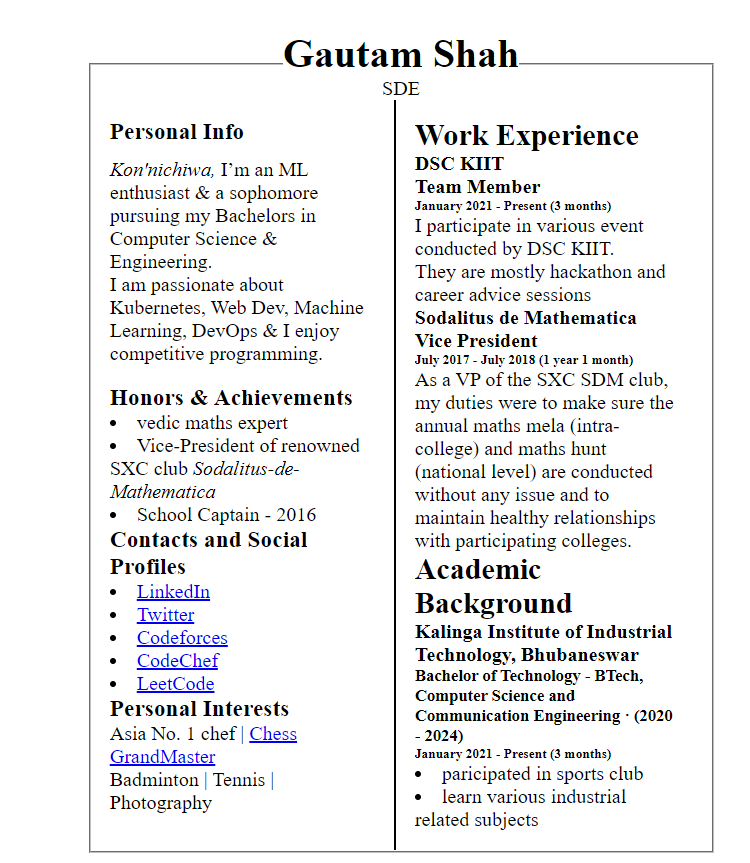 Gautam Shah
SDE
Personal Info
Kon'nichiwa, I'm an ML
enthusiast & a sophomore
pursuing my Bachelors in
Computer Science &
Engineering.
I am passionate about
Kubernetes, Web Dev, Machine
Learning, DevOps & I enjoy
competitive programming.
Honors & Achievements
• vedic maths expert
• Vice-President of renowned
SXC club Sodalitus-de-
Mathematica
• School Captain - 2016
Contacts and Social
Profiles
• LinkedIn
• Twitter
• Codeforces
• CodeChef
• LeetCode
Personal Interests
Asia No. 1 chef | Chess
GrandMaster
Badminton | Tennis |
Photography
Work Experience
DSC KIIT
Team Member
January 2021 - Present (3 months)
I participate in various event
conducted by DSC KIIT.
They are mostly hackathon and
career advice sessions
Sodalitus de Mathematica
Vice President
July 2017 - July 2018 (1 year 1 month)
As a VP of the SXC SDM club,
my duties were to make sure the
annual maths mela (intra-
college) and maths hunt
(national level) are conducted
without any issue and to
maintain healthy relationships
with participating colleges.
Academic
Background
Kalinga Institute of Industrial
Technology, Bhubaneswar
Bachelor of Technology - BTech,
Computer Science and
Communication Engineering · (2020
- 2024)
January 2021 - Present (3 months)
• paricipated in sports club
• learn various industrial
related subjects